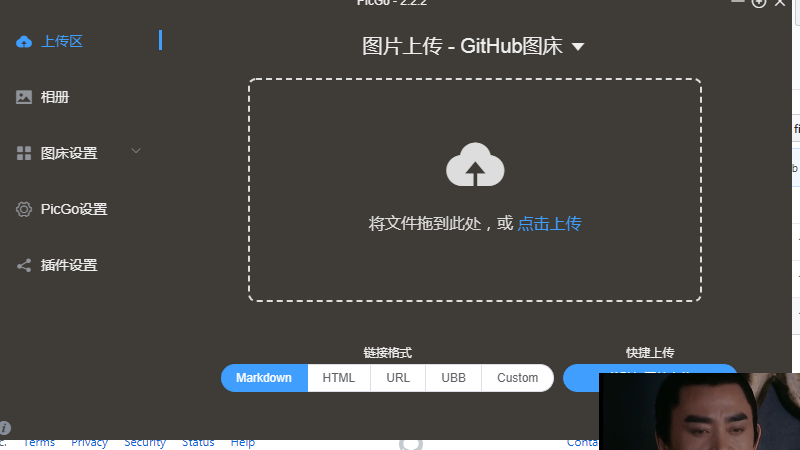 PicGo - 2.2.2
上传区
图片上传 - GitHub图床
相册
图床设置
PicGo设置
插件设置
将文件拖到此处，或 点击上传
链接格式
快捷上传
Markdown
HTML
URL
UBB
Custom
Terms
Privacy
Security
Status
Help